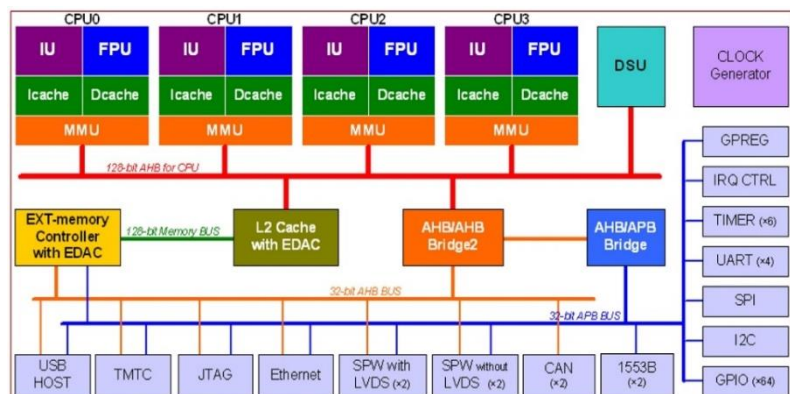 CPU0 CPU1 CPU2 CPU3
IU FPU IU FPU IU FPU IU FPU
DSU
CLOCK
Generator
Icache Dcache Icache Dcache Icache Dcache Icache Dcache
MMU MMU MMU MMU
GPREG
128-bit AHB for CPU
IRQ CTRL
EXT-memory
Controller
with EDAC
128-bit Memory BUS
L2 Cache
with EDAC
AHB/AHB
Bridge2
AHB/APB
Bridge
TIMER (×6)
UART (×4)
32-bit AHB BUS
SPI
32-bit APB BUS
I2C
USB
HOST
TMTC
JTAG
Ethernet
SPW with
LVDS (×2)
SPW without
LVDS (×2)
CAN
(×2)
1553B
(×2)
GPIO (×64)